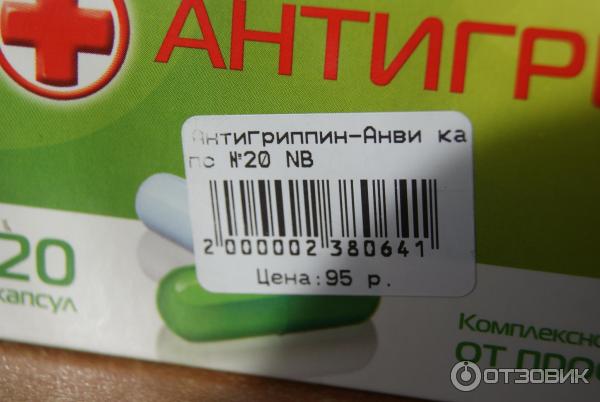 АНТИГР
АнтиГриппин-Анви ка
пс №20 NB
2 000002 380641
Цена:95 р.
20
капсул
Комплексно
ОТ ПРО
ОТЗОВИК